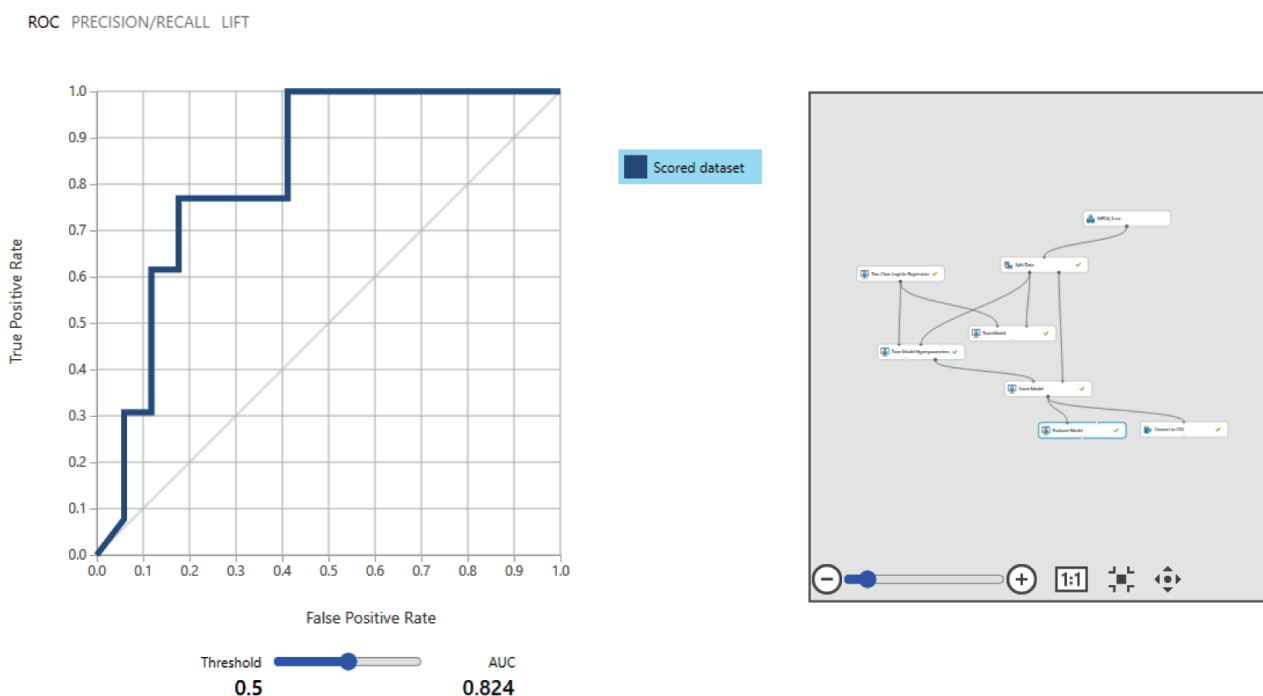 ROC PRECISION/RECALL LIFT
1.0
0.9
0.8
0.7
0.6
0.5
0.4
0.3
0.2
0.1
0.0
True Positive Rate
0.0 0.1 0.2 0.3 0.4 0.5 0.6 0.7 0.8 0.9 1.0
False Positive Rate
Scored dataset
Threshold
0.5
AUC
0.824
Split Data
Two-Class Logistic Regression
Train Model
Tune Model Hyperparameters
Score Model
Evaluate Model
Convert to CSV
1:1